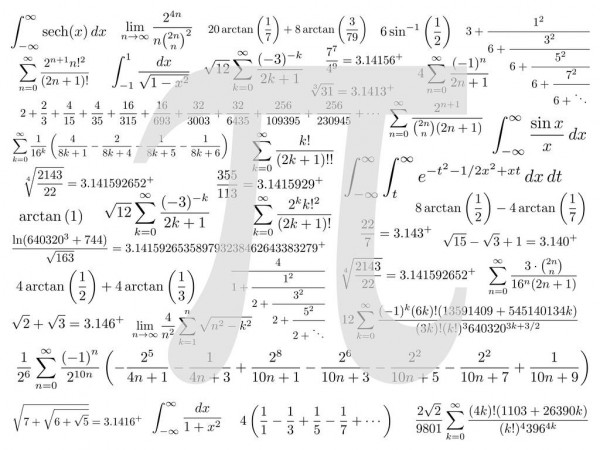 ∫_{-∞}^{∞} sech(x) dx    lim_{n→∞} 2^{4n} / (n \binom{2n}{n}^2)    20 arctan(1/7) + 8 arctan(3/79)    6 sin^{-1}(1/2)    3 + 1^2/(6 + 3^2/(6 + 5^2/(6 + 7^2/(6 + ⋱))))
∑_{n=0}^{∞} 2^{n+1} n!^2 / (2n+1)!    ∫_{-1}^{1} dx/√(1-x^2)    √12 ∑_{k=0}^{∞} (-3)^{-k}/(2k+1)    7^7/4^9 = 3.14156^+    4 ∑_{n=0}^{∞} (-1)^n/(2n+1)
∛31 = 3.1413^+
2 + 2/3 + 4/15 + 4/35 + 16/315 + 16/693 + 32/3003 + 32/6435 + 256/109395 + 256/230945 + ⋯    ∑_{n=0}^{∞} 2^{n+1} / (\binom{2n}{n}(2n+1))    ∫_{-∞}^{∞} sin x / x dx
∑_{k=0}^{∞} 1/16^k (4/(8k+1) - 2/(8k+4) - 1/(8k+5) - 1/(8k+6))    ∑_{k=0}^{∞} k!/(2k+1)!!
∜(2143/22) = 3.141592652^+    355/113 = 3.1415929^+    ∫_{-∞}^{∞} ∫_{t}^{∞} e^{-t^2-1/2x^2+xt} dx dt
arctan(1)    √12 ∑_{k=0}^{∞} (-3)^{-k}/(2k+1)    ∑_{k=0}^{∞} 2^k k!^2/(2k+1)!    22/7 = 3.143^+    8 arctan(1/2) - 4 arctan(1/7)
ln(640320^3 + 744)/√163 = 3.141592653589793238462643383279^+    √15 - √3 + 1 = 3.140^+
4 arctan(1/2) + 4 arctan(1/3)    4/(1 + 1^2/(2 + 3^2/(2 + 5^2/(2 + ⋱))))    ∜(2143/22) = 3.141592652^+    ∑_{n=0}^{∞} 3 · \binom{2n}{n} / (16^n(2n+1))
√2 + √3 = 3.146^+    lim_{n→∞} 4/n^2 ∑_{k=1}^{n} √(n^2 - k^2)    12 ∑_{k=0}^{∞} (-1)^k(6k)!(13591409 + 545140134k) / ((3k)!(k!)^3 640320^{3k+3/2})
1/2^6 ∑_{n=0}^{∞} (-1)^n/2^{10n} (-2^5/(4n+1) - 1/(4n+3) + 2^8/(10n+1) - 2^6/(10n+3) - 2^2/(10n+5) - 2^2/(10n+7) + 1/(10n+9))
√(7 + √(6 + √5)) = 3.1416^+    ∫_{-∞}^{∞} dx/(1+x^2)    4 (1/1 - 1/3 + 1/5 - 1/7 + ⋯)    2√2/9801 ∑_{k=0}^{∞} (4k)!(1103 + 26390k) / ((k!)^4 396^{4k})
π